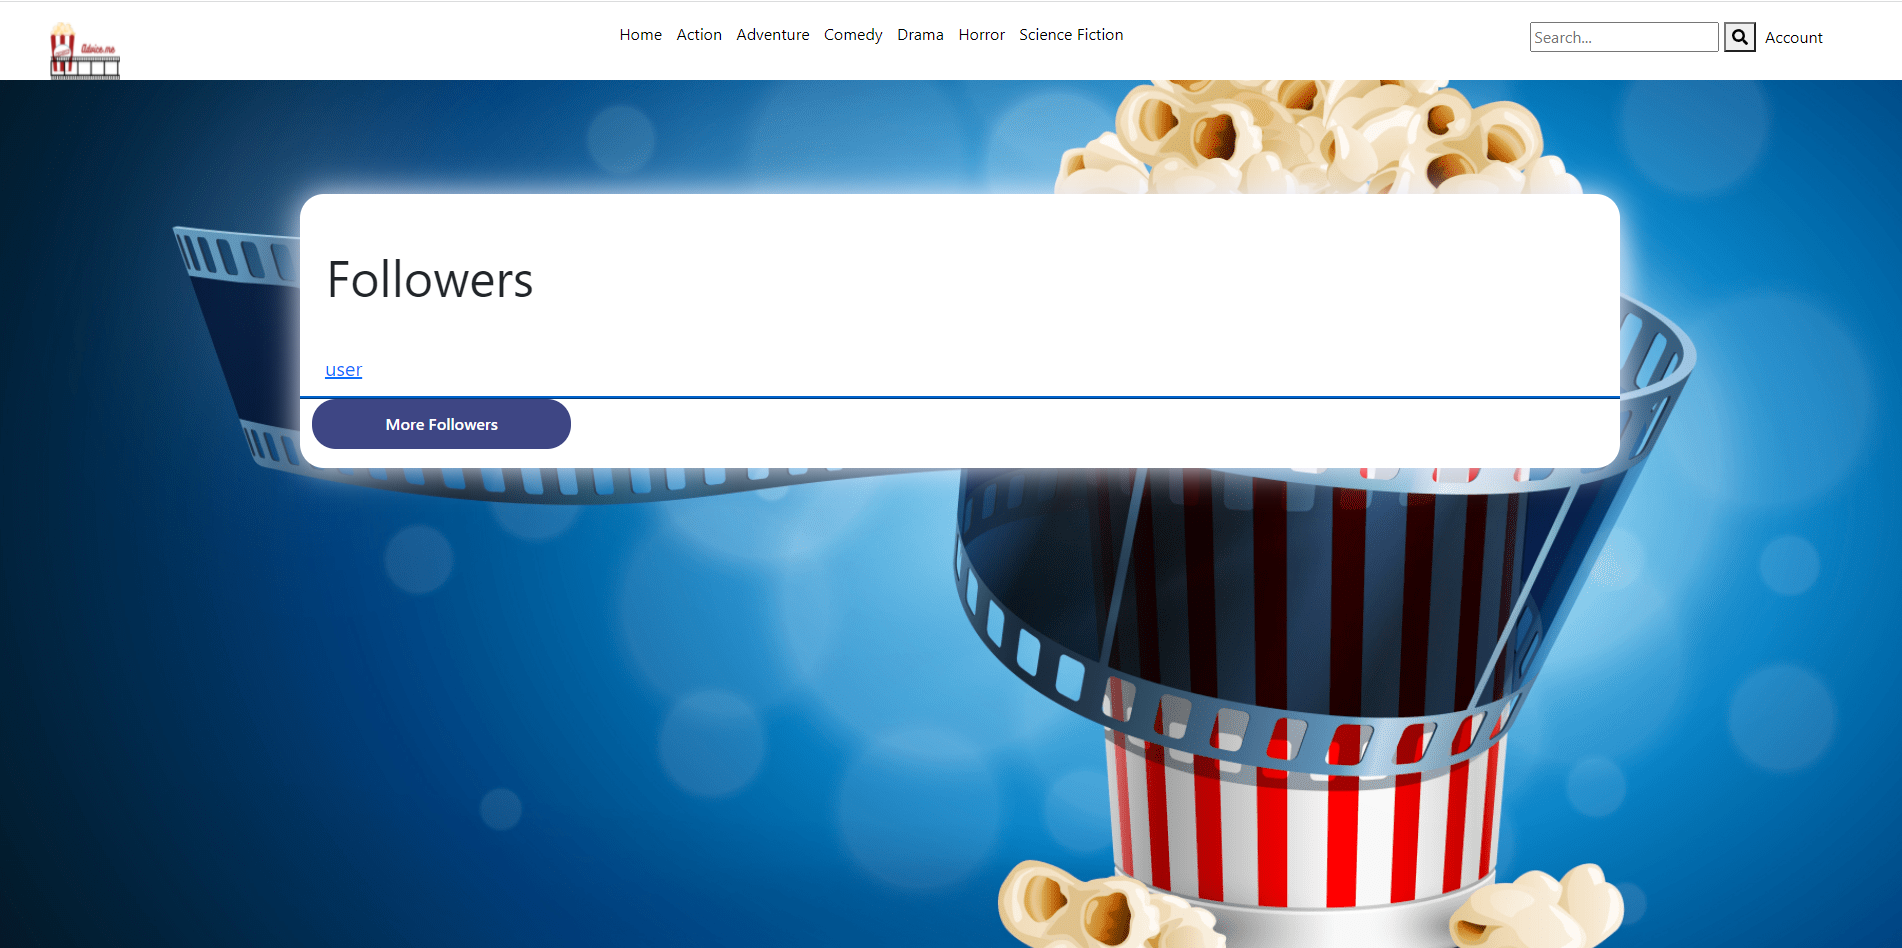 Advice.me
Home Action Adventure Comedy Drama Horror Science Fiction
Search...
Account
Followers
user
More Followers